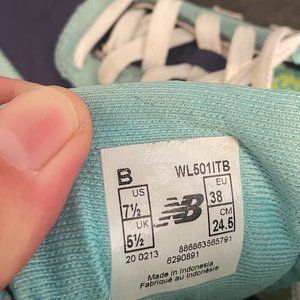 B WL501ITB
US EU
7½ 38
UK CM
5½ 24.5
20 0213 886863565791
6290891
Made in Indonesia
Fabriqué au Indonésie